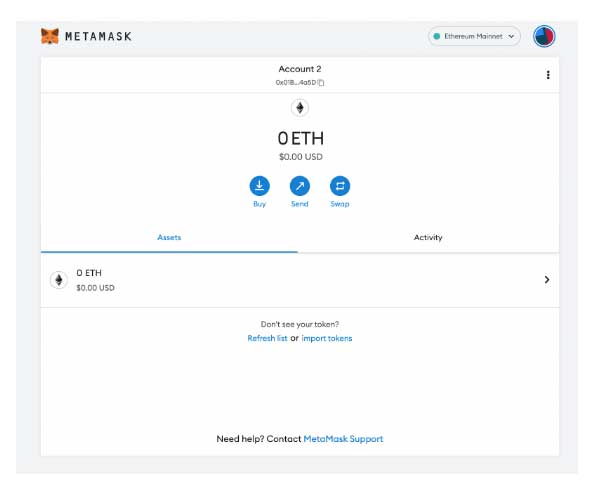 METAMASK
Ethereum Mainnet
Account 2
0x01B...4a5D
0 ETH
$0.00 USD
Buy Send Swap
Assets Activity
0 ETH
$0.00 USD
Don't see your token?
Refresh list or import tokens
Need help? Contact MetaMask Support